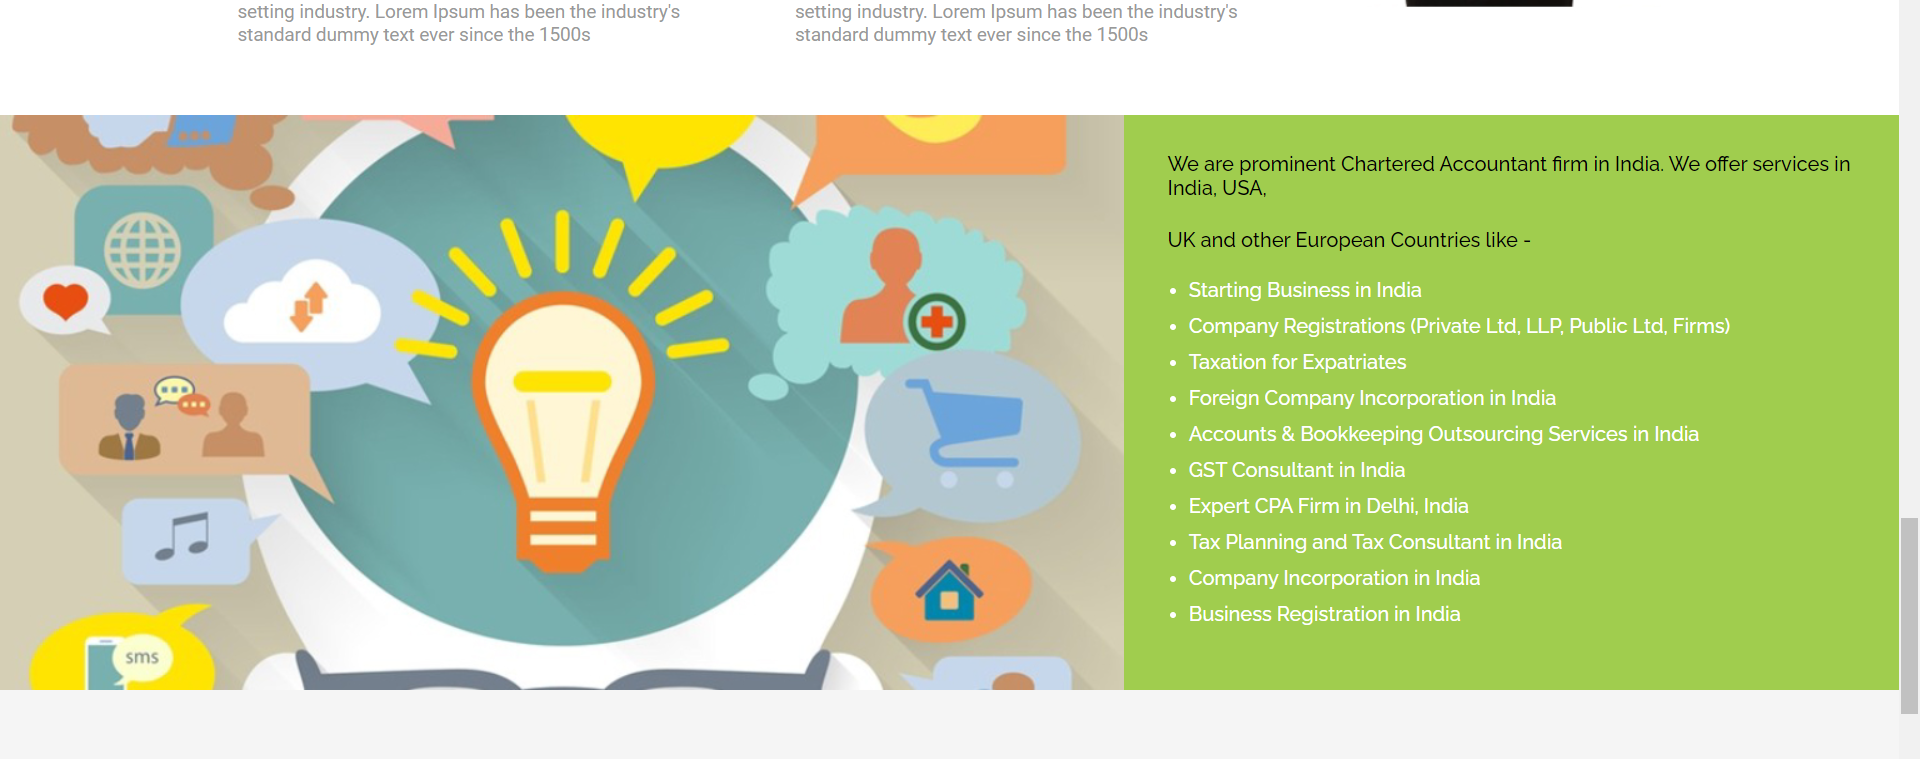 setting industry. Lorem Ipsum has been the industry's
standard dummy text ever since the 1500s
setting industry. Lorem Ipsum has been the industry's
standard dummy text ever since the 1500s
sms
We are prominent Chartered Accountant firm in India. We offer services in
India, USA,
UK and other European Countries like -
• Starting Business in India
• Company Registrations (Private Ltd, LLP, Public Ltd, Firms)
• Taxation for Expatriates
• Foreign Company Incorporation in India
• Accounts & Bookkeeping Outsourcing Services in India
• GST Consultant in India
• Expert CPA Firm in Delhi, India
• Tax Planning and Tax Consultant in India
• Company Incorporation in India
• Business Registration in India